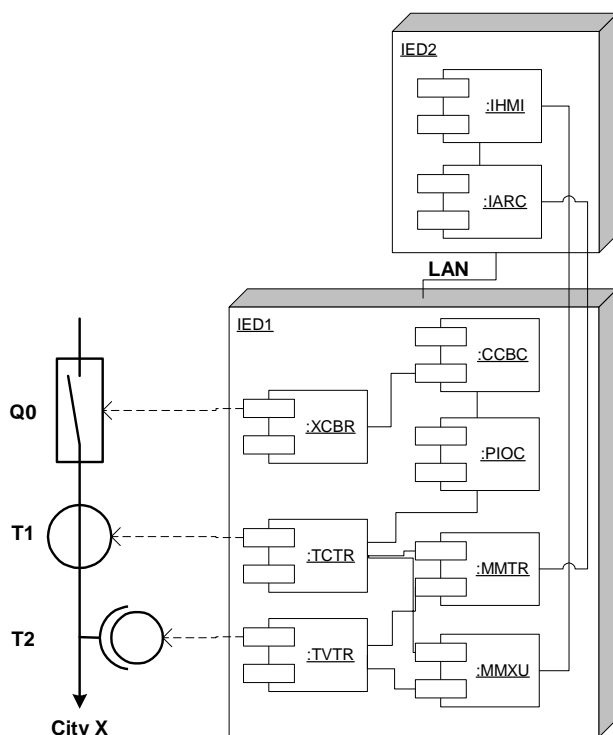 IED2
:IHMI
:IARC
LAN
IED1
:CCBC
Q0
:XCBR
:PIOC
T1
:TCTR
:MMTR
T2
:TVTR
:MMXU
City X